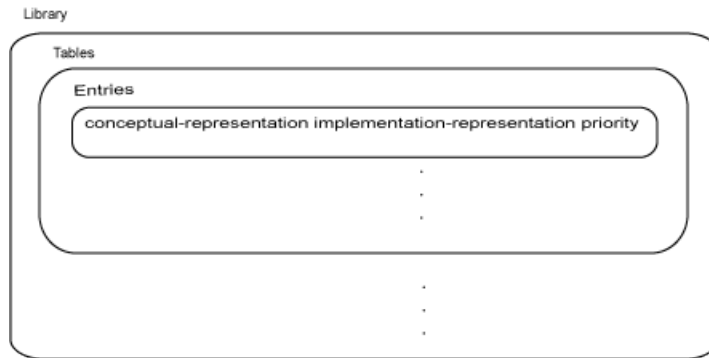 Library
Tables
Entries
conceptual-representation implementation-representation priority